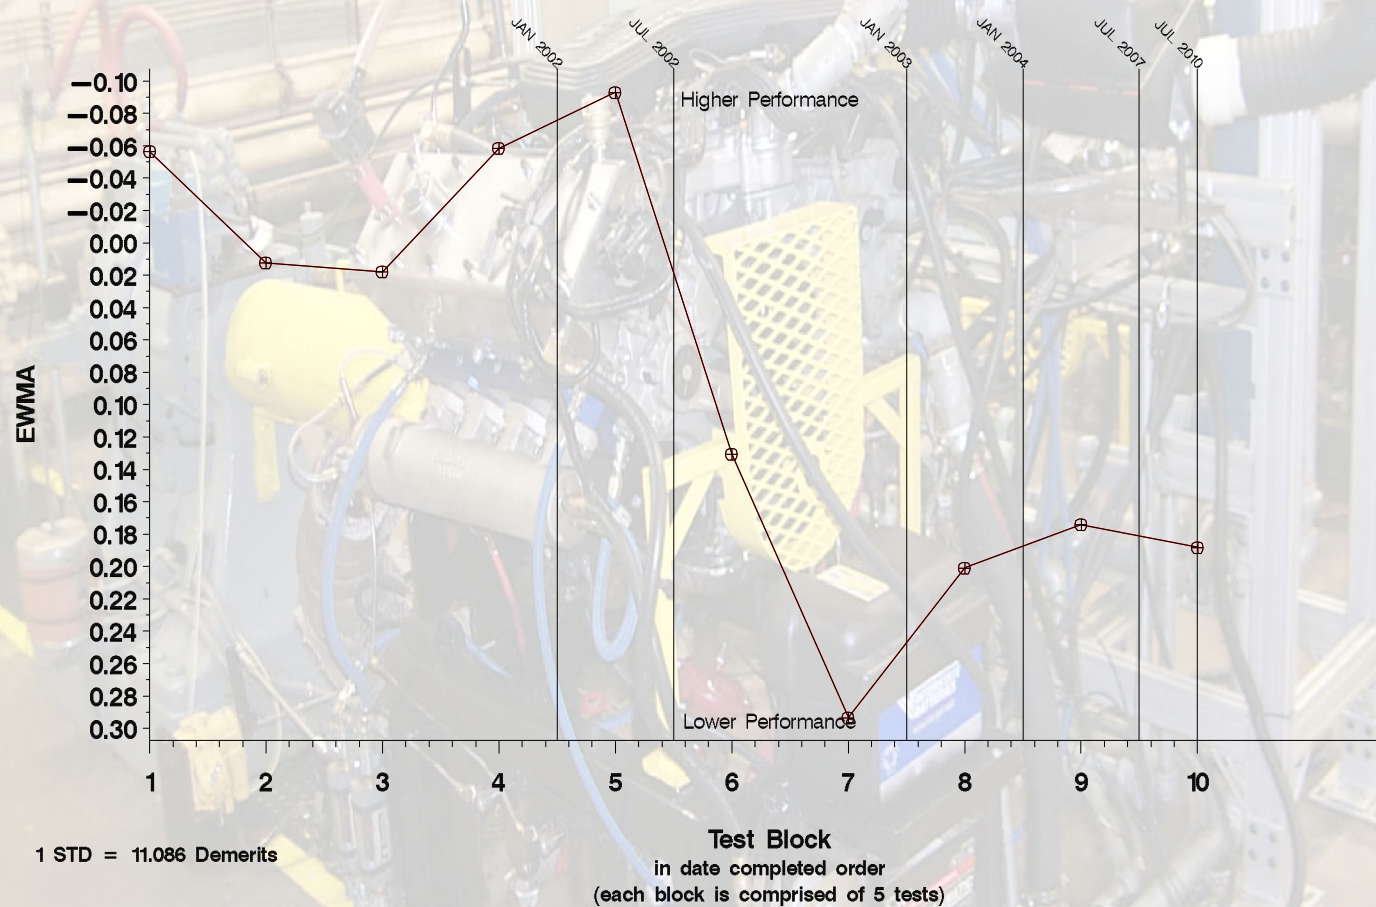 JAN 2002
JUL 2002
JAN 2003
JAN 2004
JUL 2007
JUL 2010
−0.10
−0.08
−0.06
−0.04
−0.02
0.00
0.02
0.04
0.06
0.08
0.10
0.12
0.14
0.16
0.18
0.20
0.22
0.24
0.26
0.28
0.30
EWMA
Higher Performance
Lower Performance
1 2 3 4 5 6 7 8 9 10
Test Block
in date completed order
(each block is comprised of 5 tests)
1 STD = 11.086 Demerits